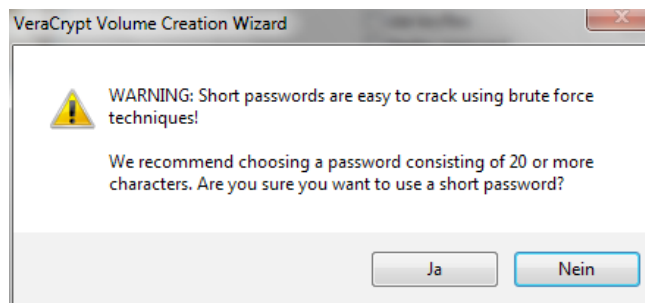 VeraCrypt Volume Creation Wizard
WARNING: Short passwords are easy to crack using brute force
techniques!
We recommend choosing a password consisting of 20 or more
characters. Are you sure you want to use a short password?
Ja
Nein